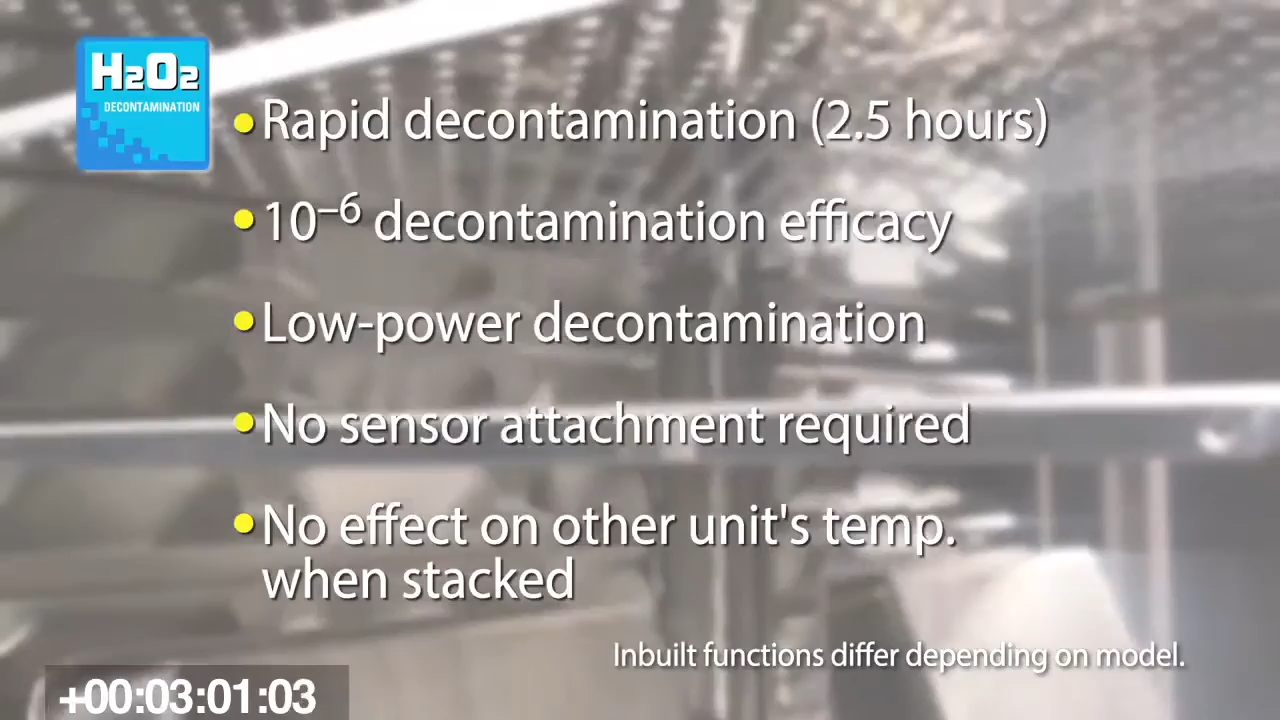 H2O2
DECONTAMINATION
• Rapid decontamination (2.5 hours)
• 10⁻⁶ decontamination efficacy
• Low-power decontamination
• No sensor attachment required
• No effect on other unit's temp.
when stacked
Inbuilt functions differ depending on model.
+00:03:01:03